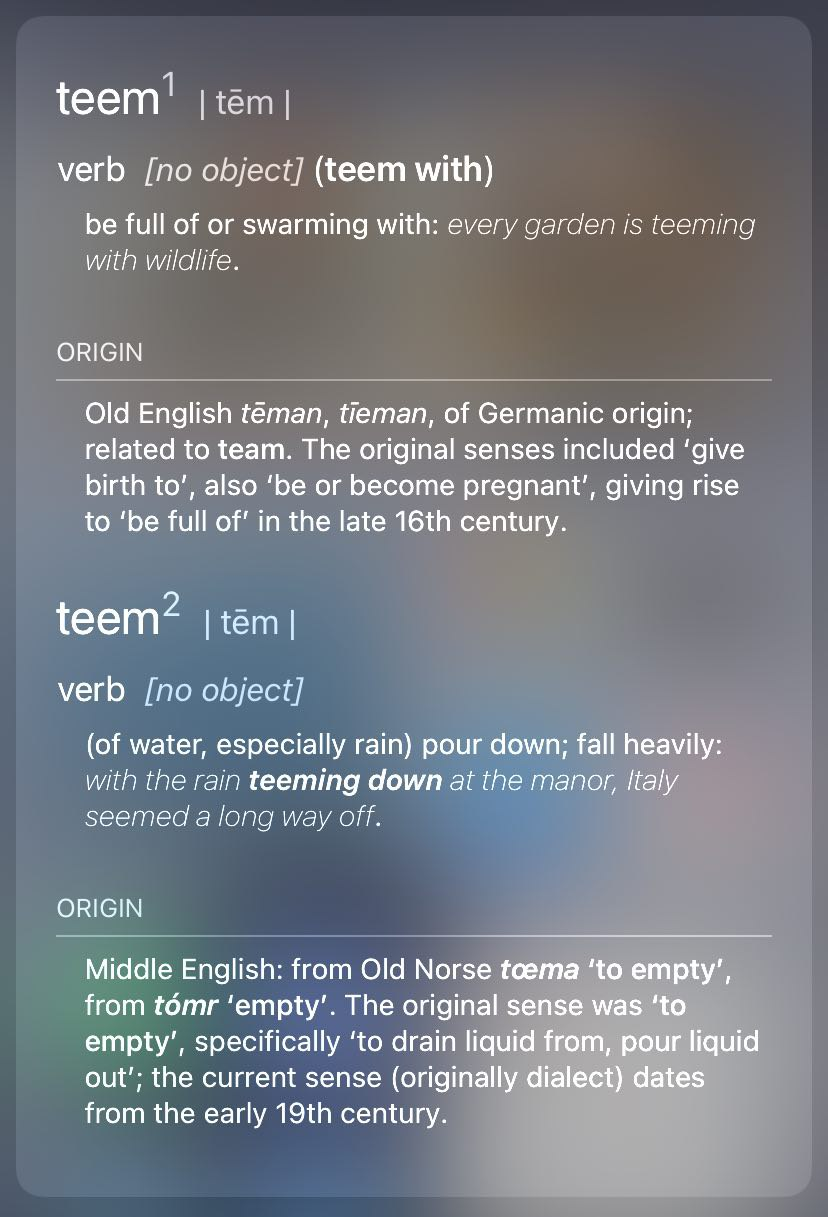 teem¹ | tēm |
verb [no object] (teem with)
be full of or swarming with: every garden is teeming
with wildlife.
ORIGIN
Old English tēman, tīeman, of Germanic origin;
related to team. The original senses included ‘give
birth to’, also ‘be or become pregnant’, giving rise
to ‘be full of’ in the late 16th century.
teem² | tēm |
verb [no object]
(of water, especially rain) pour down; fall heavily:
with the rain teeming down at the manor, Italy
seemed a long way off.
ORIGIN
Middle English: from Old Norse tœma ‘to empty’,
from tómr ‘empty’. The original sense was ‘to
empty’, specifically ‘to drain liquid from, pour liquid
out’; the current sense (originally dialect) dates
from the early 19th century.